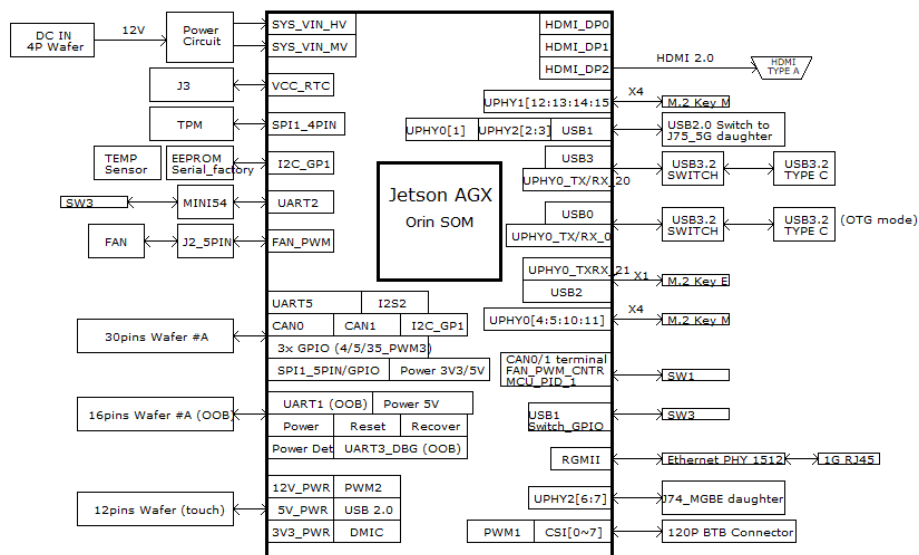 DC IN
4P Wafer
12V
Power
Circuit
SYS_VIN_HV
SYS_VIN_MV
J3
VCC_RTC
TPM
SPI1_4PIN
TEMP
Sensor
EEPROM
Serial_factory
I2C_GP1
SW3
MINI54
UART2
FAN
J2_5PIN
FAN_PWM
30pins Wafer #A
UART5
I2S2
CAN0
CAN1
I2C_GP1
3x GPIO (4/5/35_PWM3)
SPI1_5PIN/GPIO
Power 3V3/5V
16pins Wafer #A (OOB)
UART1 (OOB)
Power 5V
Power
Reset
Recover
Power Det
UART3_DBG (OOB)
12pins Wafer (touch)
12V_PWR
PWM2
5V_PWR
USB 2.0
3V3_PWR
DMIC
Jetson AGX
Orin SOM
HDMI_DP0
HDMI_DP1
HDMI_DP2
HDMI 2.0
HDMI
TYPE A
UPHY1[12:13:14:15
X4
M.2 Key M
UPHY0[1]
UPHY2[2:3]
USB1
USB2.0 Switch to
J75_5G daughter
USB3
UPHY0_TX/RX_20
USB3.2
SWITCH
USB3.2
TYPE C
USB0
UPHY0_TX/RX_0
USB3.2
SWITCH
USB3.2
TYPE C
(OTG mode)
UPHY0_TXRX_21
USB2
X1
M.2 Key E
UPHY0[4:5:10:11]
X4
M.2 Key M
CAN0/1 terminal
FAN_PWM_CNTR
MCU_PID_1
SW1
USB1
Switch_GPIO
SW3
RGMII
Ethernet PHY 1512
1G RJ45
UPHY2[6:7]
J74_MGBE daughter
PWM1
CSI[0~7]
120P BTB Connector